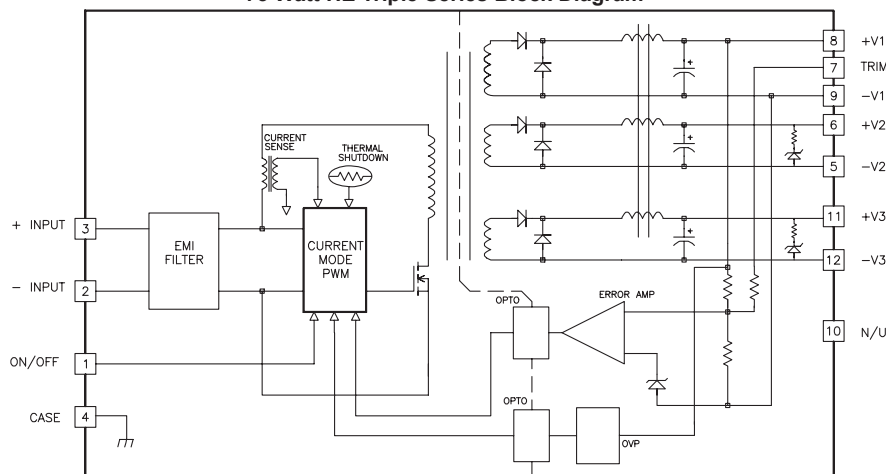 Watt Triple Series Block Diagram
8 +V1
7 TRIM
9 −V1
6 +V2
5 −V2
11 +V3
12 −V3
10 N/U
CURRENT
SENSE
THERMAL
SHUTDOWN
+ INPUT 3
EMI
FILTER
CURRENT
MODE
PWM
− INPUT 2
OPTO
ERROR AMP
ON/OFF 1
CASE 4
OPTO
OVP
+
+
+